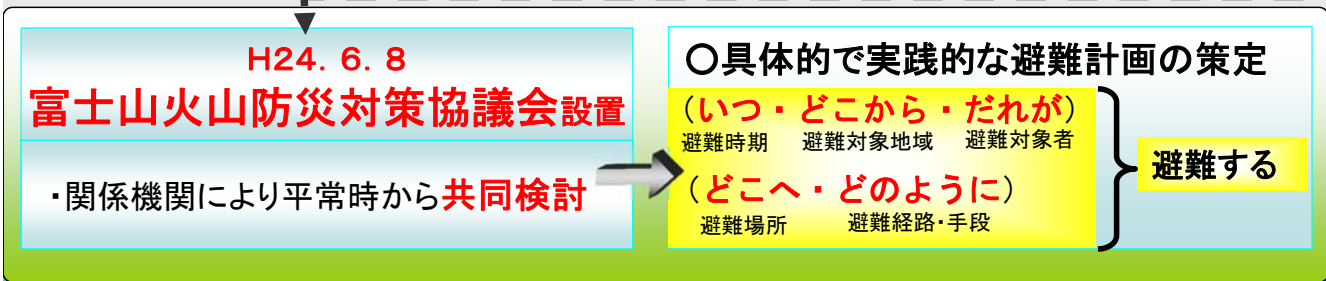 H24.6.8
富士山火山防災対策協議会設置
・関係機関により平常時から共同検討
○具体的で実践的な避難計画の策定
(いつ・どこから・だれが)
避難時期 避難対象地域 避難対象者
(どこへ・どのように)
避難場所 避難経路・手段
避難する